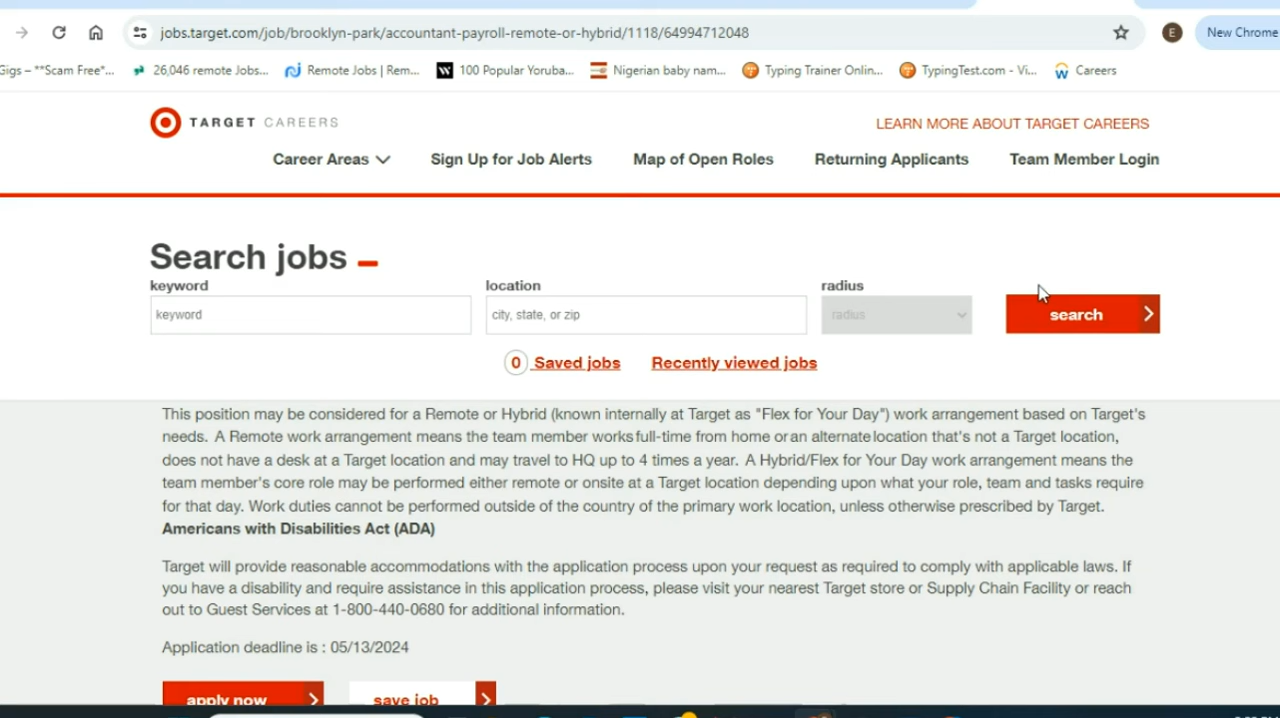 jobs.target.com/job/brooklyn-park/accountant-payroll-remote-or-hybrid/1118/64994712048
E
New Chrome
Gigs – **Scam Free*...
26,046 remote Jobs...
Remote Jobs | Rem...
W
100 Popular Yoruba...
Nigerian baby nam...
Typing Trainer Onlin...
TypingTest.com - Vi...
Careers
TARGET CAREERS
LEARN MORE ABOUT TARGET CAREERS
Career Areas
Sign Up for Job Alerts
Map of Open Roles
Returning Applicants
Team Member Login
Search jobs
keyword
location
radius
keyword
city, state, or zip
radius
search
0 Saved jobs
Recently viewed jobs
This position may be considered for a Remote or Hybrid (known internally at Target as "Flex for Your Day") work arrangement based on Target's
needs. A Remote work arrangement means the team member works full-time from home or an alternate location that's not a Target location,
does not have a desk at a Target location and may travel to HQ up to 4 times a year. A Hybrid/Flex for Your Day work arrangement means the
team member's core role may be performed either remote or onsite at a Target location depending upon what your role, team and tasks require
for that day. Work duties cannot be performed outside of the country of the primary work location, unless otherwise prescribed by Target.
Americans with Disabilities Act (ADA)
Target will provide reasonable accommodations with the application process upon your request as required to comply with applicable laws. If
you have a disability and require assistance in this application process, please visit your nearest Target store or Supply Chain Facility or reach
out to Guest Services at 1-800-440-0680 for additional information.
Application deadline is : 05/13/2024
apply now
save job